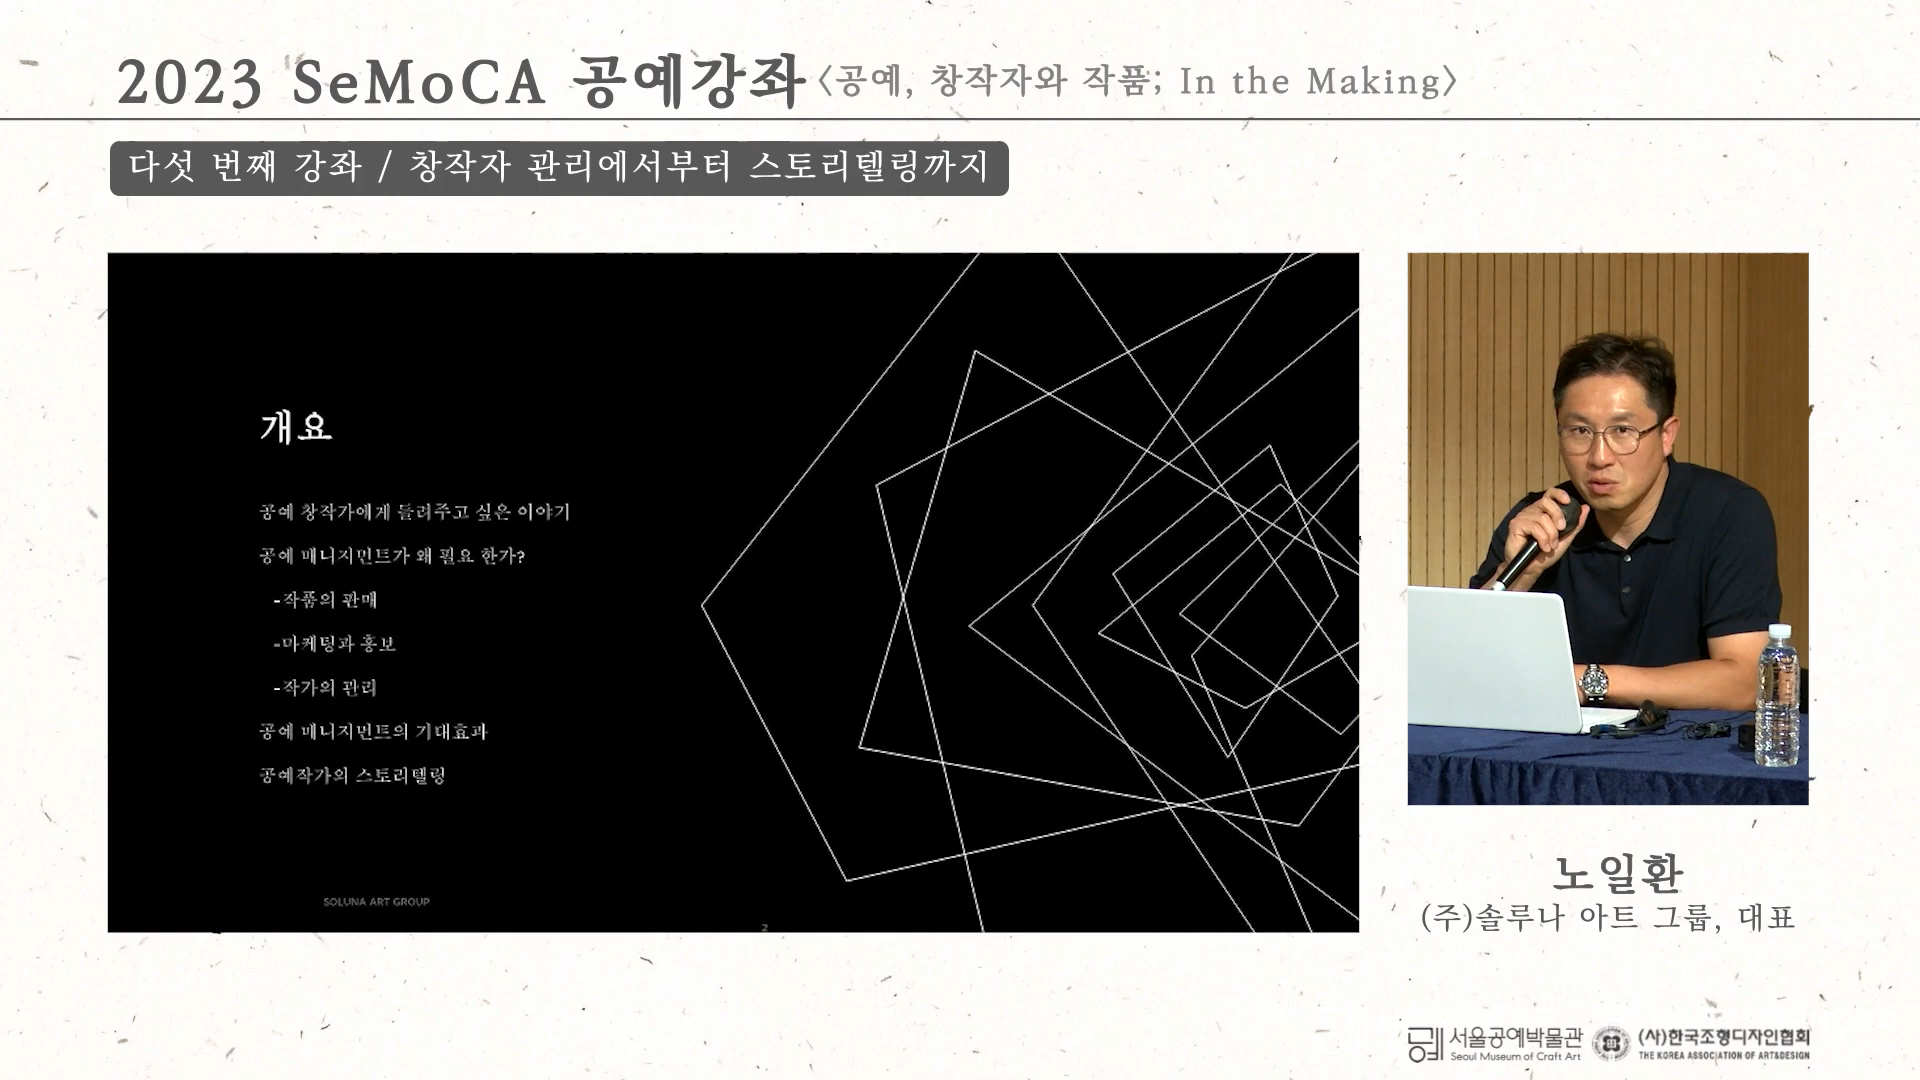 2023 SeMoCA 공예강좌 〈공예, 창작자와 작품; In the Making〉
다섯 번째 강좌 / 창작자 관리에서부터 스토리텔링까지
개요
공예 창작가에게 들려주고 싶은 이야기
공예 매니지먼트가 왜 필요 한가?
-작품의 판매
-마케팅과 홍보
-작가의 관리
공예 매니지먼트의 기대효과
공예작가의 스토리텔링
SOLUNA ART GROUP
2
노일환
(주)솔루나 아트 그룹, 대표
서울공예박물관
Seoul Museum of Craft Art
(사)한국조형디자인협회
THE KOREA ASSOCIATION OF ART&DESIGN